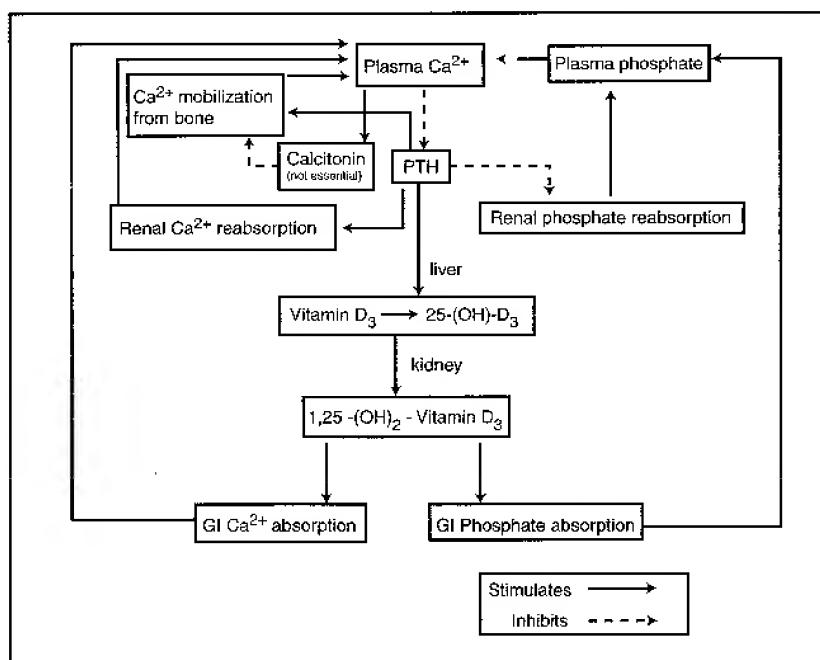 Plasma Ca²⁺
Plasma phosphate
Ca²⁺ mobilization
from bone
Calcitonin
(not essential)
PTH
Renal Ca²⁺ reabsorption
Renal phosphate reabsorption
liver
Vitamin D₃ → 25-(OH)-D₃
kidney
1,25 -(OH)₂ - Vitamin D₃
GI Ca²⁺ absorption
GI Phosphate absorption
Stimulates
Inhibits